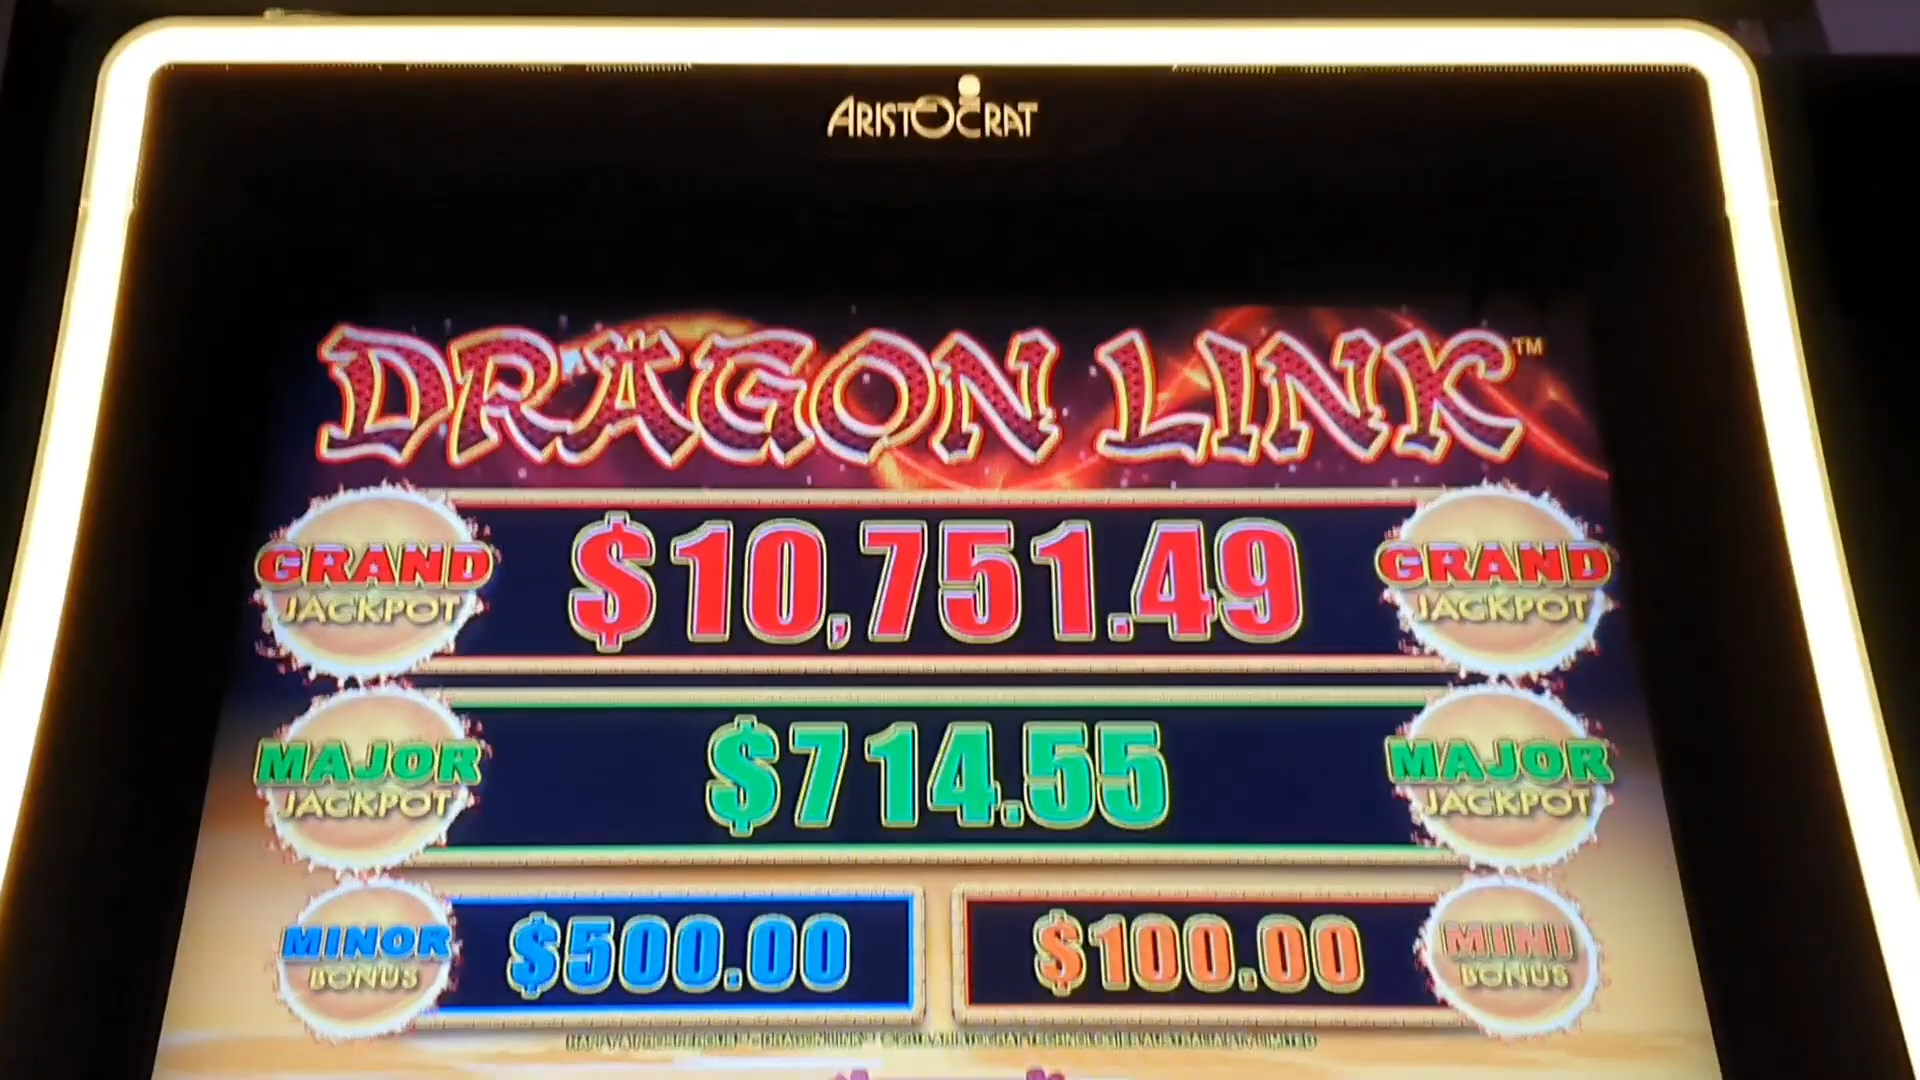 ARISTOCRAT
DRAGON LINK™
GRAND JACKPOT $10,751.49 GRAND JACKPOT
MAJOR JACKPOT $714.55 MAJOR JACKPOT
MINOR BONUS $500.00 $100.00 MINI BONUS